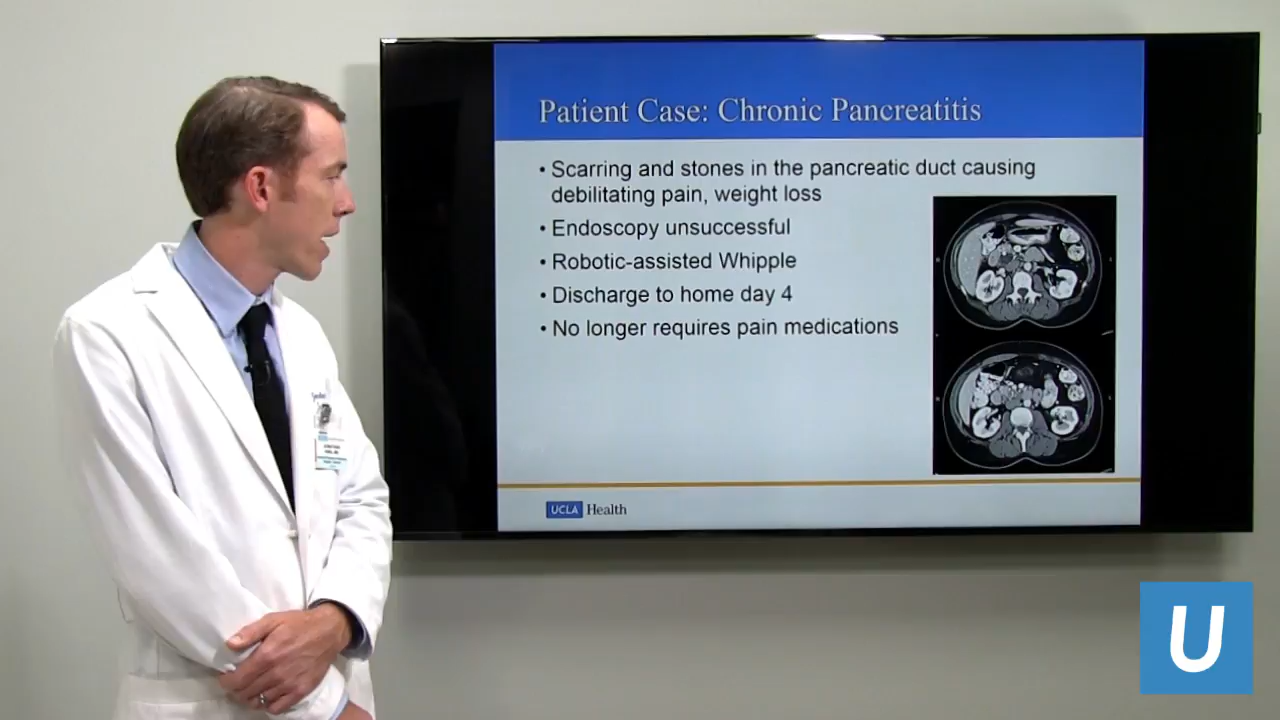 Patient Case: Chronic Pancreatitis
• Scarring and stones in the pancreatic duct causing
debilitating pain, weight loss
• Endoscopy unsuccessful
• Robotic-assisted Whipple
• Discharge to home day 4
• No longer requires pain medications
UCLA Health
U